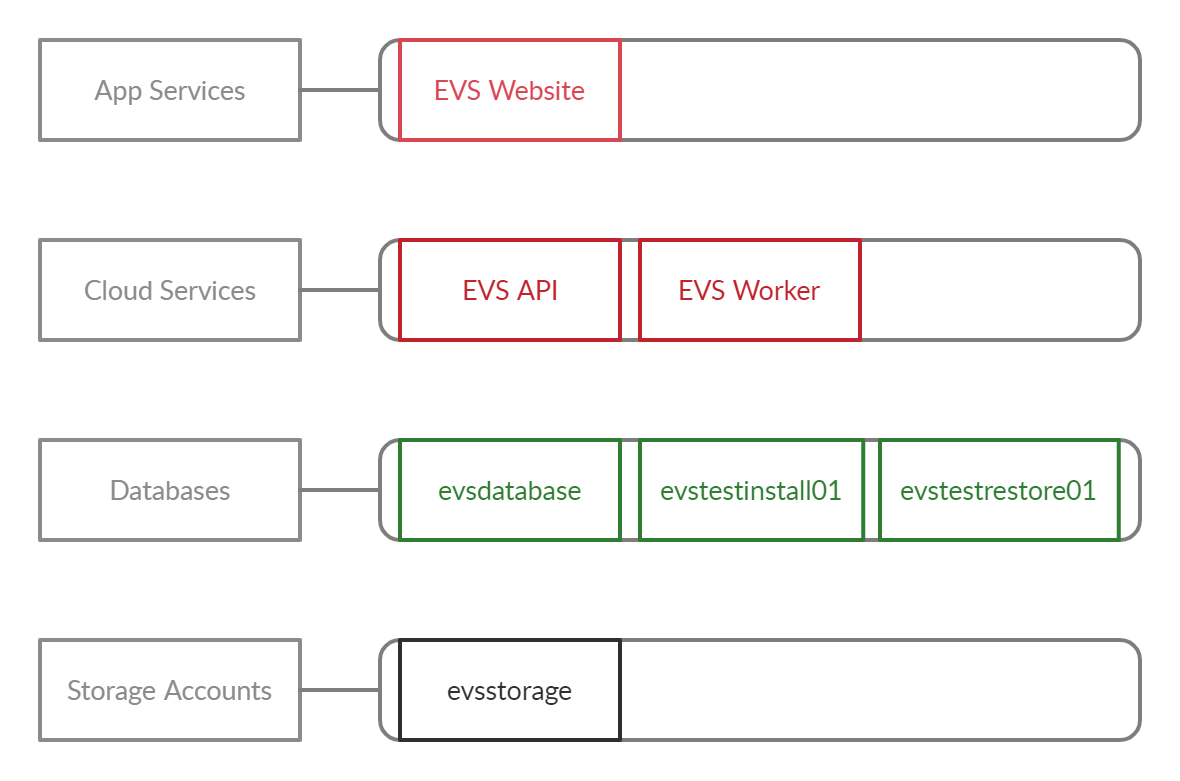 App Services
EVS Website
Cloud Services
EVS API
EVS Worker
Databases
evsdatabase
evstestinstall01
evstestrestore01
Storage Accounts
evsstorage